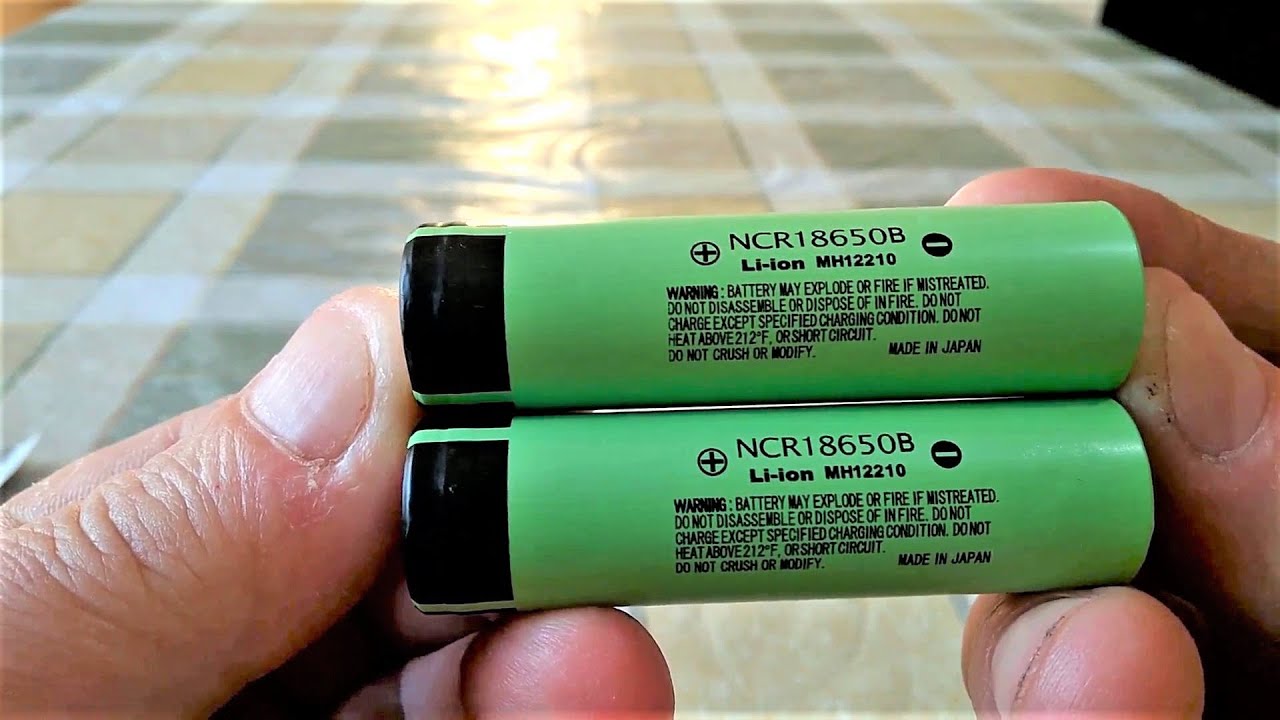 ⊕ NCR18650B ⊖
Li-ion MH12210
WARNING : BATTERY MAY EXPLODE OR FIRE IF MISTREATED.
DO NOT DISASSEMBLE OR DISPOSE OF IN FIRE. DO NOT
CHARGE EXCEPT SPECIFIED CHARGING CONDITION. DO NOT
HEAT ABOVE 212°F, OR SHORT CIRCUIT.
DO NOT CRUSH OR MODIFY. MADE IN JAPAN
⊕ NCR18650B ⊖
Li-ion MH12210
WARNING : BATTERY MAY EXPLODE OR FIRE IF MISTREATED.
DO NOT DISASSEMBLE OR DISPOSE OF IN FIRE. DO NOT
CHARGE EXCEPT SPECIFIED CHARGING CONDITION. DO NOT
HEAT ABOVE 212°F, OR SHORT CIRCUIT.
DO NOT CRUSH OR MODIFY. MADE IN JAPAN